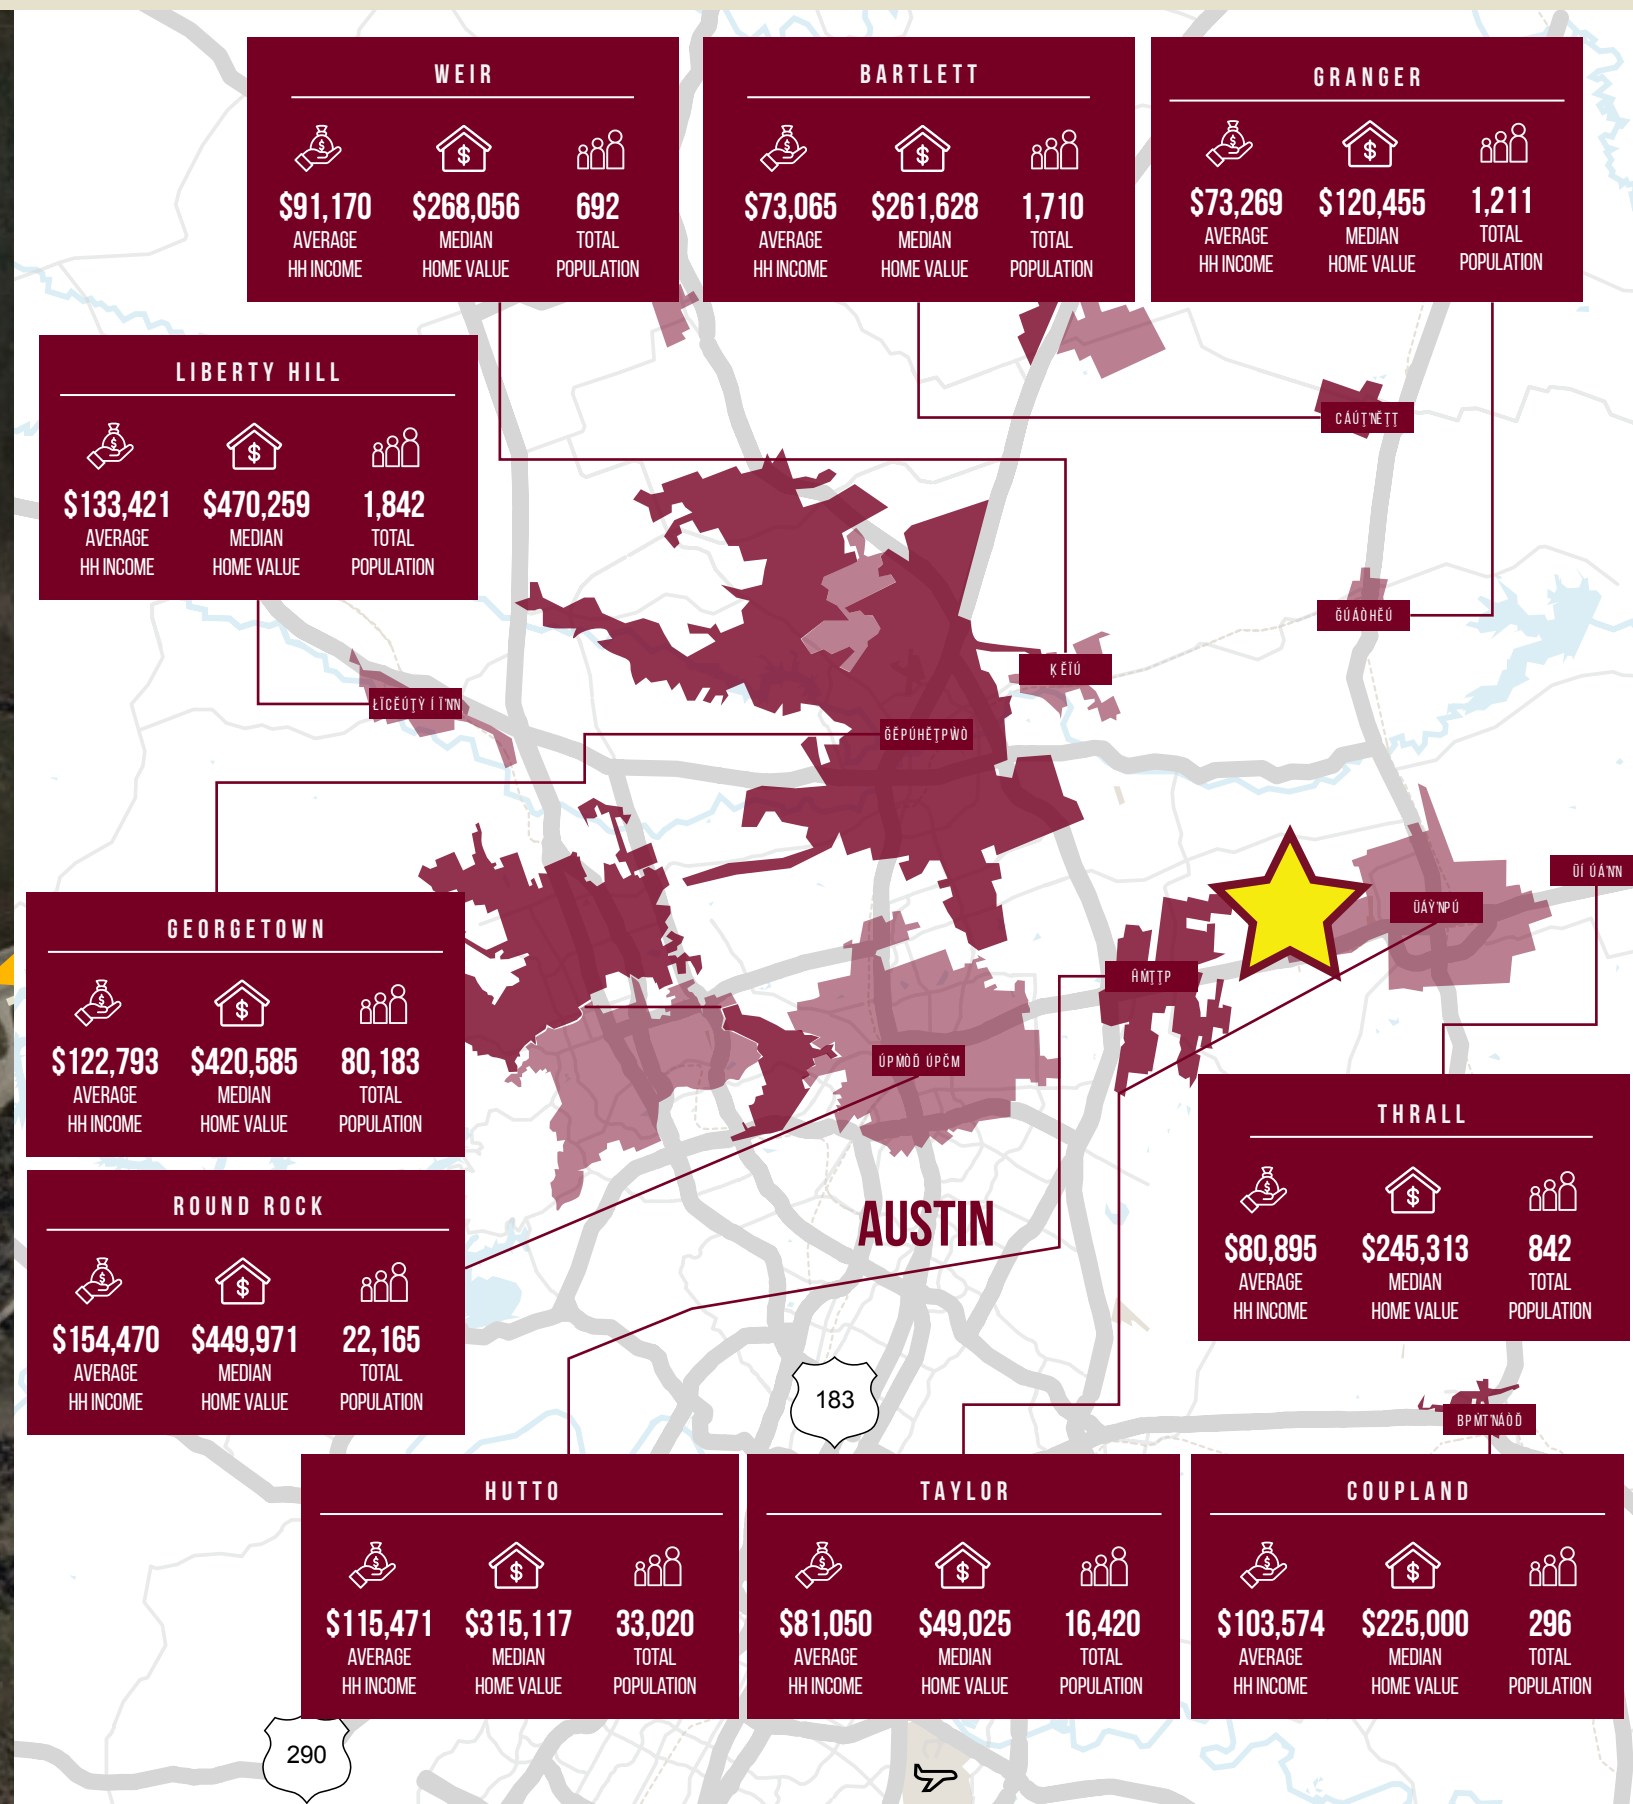 WEIR
$91,170 $268,056 692
AVERAGE MEDIAN TOTAL
HH INCOME HOME VALUE POPULATION
BARTLETT
$73,065 $261,628 1,710
AVERAGE MEDIAN TOTAL
HH INCOME HOME VALUE POPULATION
GRANGER
$73,269 $120,455 1,211
AVERAGE MEDIAN TOTAL
HH INCOME HOME VALUE POPULATION
LIBERTY HILL
$133,421 $470,259 1,842
AVERAGE MEDIAN TOTAL
HH INCOME HOME VALUE POPULATION
GEORGETOWN
$122,793 $420,585 80,183
AVERAGE MEDIAN TOTAL
HH INCOME HOME VALUE POPULATION
ROUND ROCK
$154,470 $449,971 22,165
AVERAGE MEDIAN TOTAL
HH INCOME HOME VALUE POPULATION
AUSTIN
THRALL
$80,895 $245,313 842
AVERAGE MEDIAN TOTAL
HH INCOME HOME VALUE POPULATION
183
HUTTO
$115,471 $315,117 33,020
AVERAGE MEDIAN TOTAL
HH INCOME HOME VALUE POPULATION
TAYLOR
$81,050 $49,025 16,420
AVERAGE MEDIAN TOTAL
HH INCOME HOME VALUE POPULATION
COUPLAND
$103,574 $225,000 296
AVERAGE MEDIAN TOTAL
HH INCOME HOME VALUE POPULATION
290